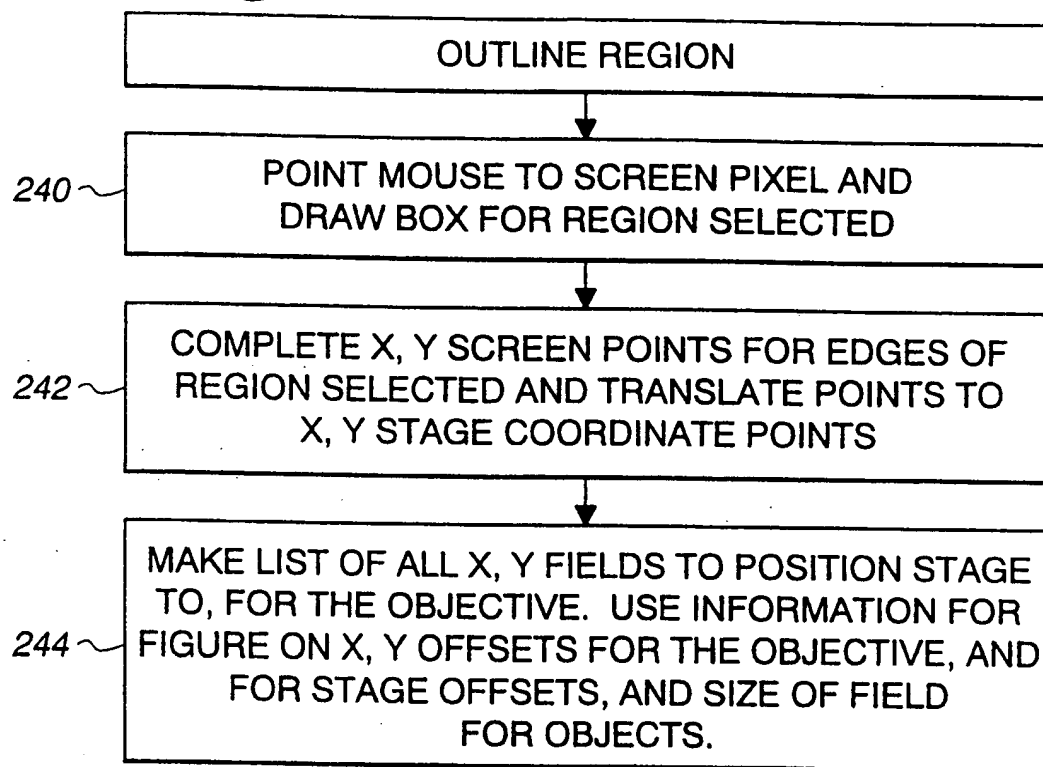 OUTLINE REGION
240
POINT MOUSE TO SCREEN PIXEL AND
DRAW BOX FOR REGION SELECTED
242
COMPLETE X, Y SCREEN POINTS FOR EDGES OF
REGION SELECTED AND TRANSLATE POINTS TO
X, Y STAGE COORDINATE POINTS
244
MAKE LIST OF ALL X, Y FIELDS TO POSITION STAGE
TO, FOR THE OBJECTIVE. USE INFORMATION FOR
FIGURE ON X, Y OFFSETS FOR THE OBJECTIVE, AND
FOR STAGE OFFSETS, AND SIZE OF FIELD
FOR OBJECTS.